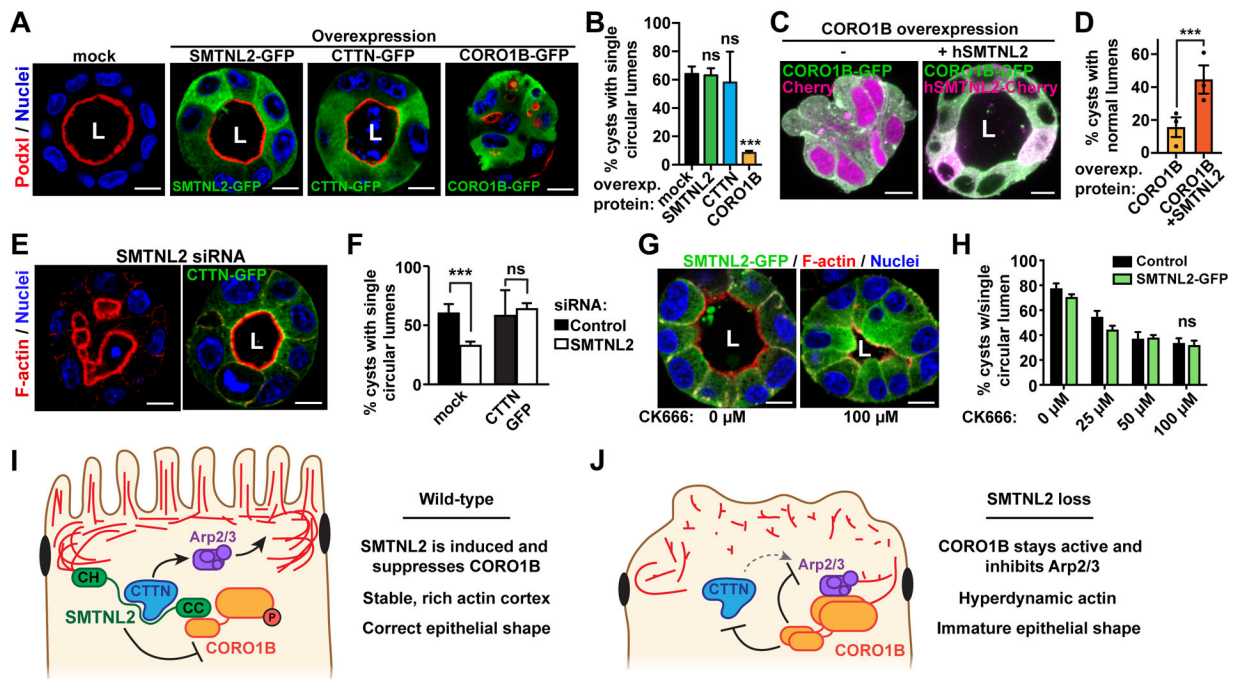 A
Overexpression
mock
SMTNL2-GFP
CTTN-GFP
CORO1B-GFP
Podxl / Nuclei
L
L
L
SMTNL2-GFP
CTTN-GFP
CORO1B-GFP
B
% cysts with single
circular lumens
100
80
60
40
20
0
ns
ns
***
overexp.
protein:
mock
SMTNL2
CTTN
CORO1B
C
CORO1B overexpression
-
+ hSMTNL2
CORO1B-GFP
Cherry
CORO1B-GFP
hSMTNL2-Cherry
L
D
% cysts with
normal lumens
80
60
40
20
0
***
overexp.
protein:
CORO1B
CORO1B
+SMTNL2
E
SMTNL2 siRNA
F-actin / Nuclei
CTTN-GFP
L
F
% cysts with single
circular lumens
100
50
0
***
ns
siRNA:
Control
SMTNL2
mock
CTTN
GFP
G
SMTNL2-GFP / F-actin / Nuclei
L
L
CK666:
0 µM
100 µM
H
% cysts w/single
circular lumen
100
80
60
40
20
0
Control
SMTNL2-GFP
ns
CK666:
0 µM
25 µM
50 µM
100 µM
I
Arp2/3
CH
CTTN
SMTNL2
CC
P
CORO1B
Wild-type
SMTNL2 is induced and
suppresses CORO1B
Stable, rich actin cortex
Correct epithelial shape
J
CTTN
Arp2/3
CORO1B
SMTNL2 loss
CORO1B stays active and
inhibits Arp2/3
Hyperdynamic actin
Immature epithelial shape